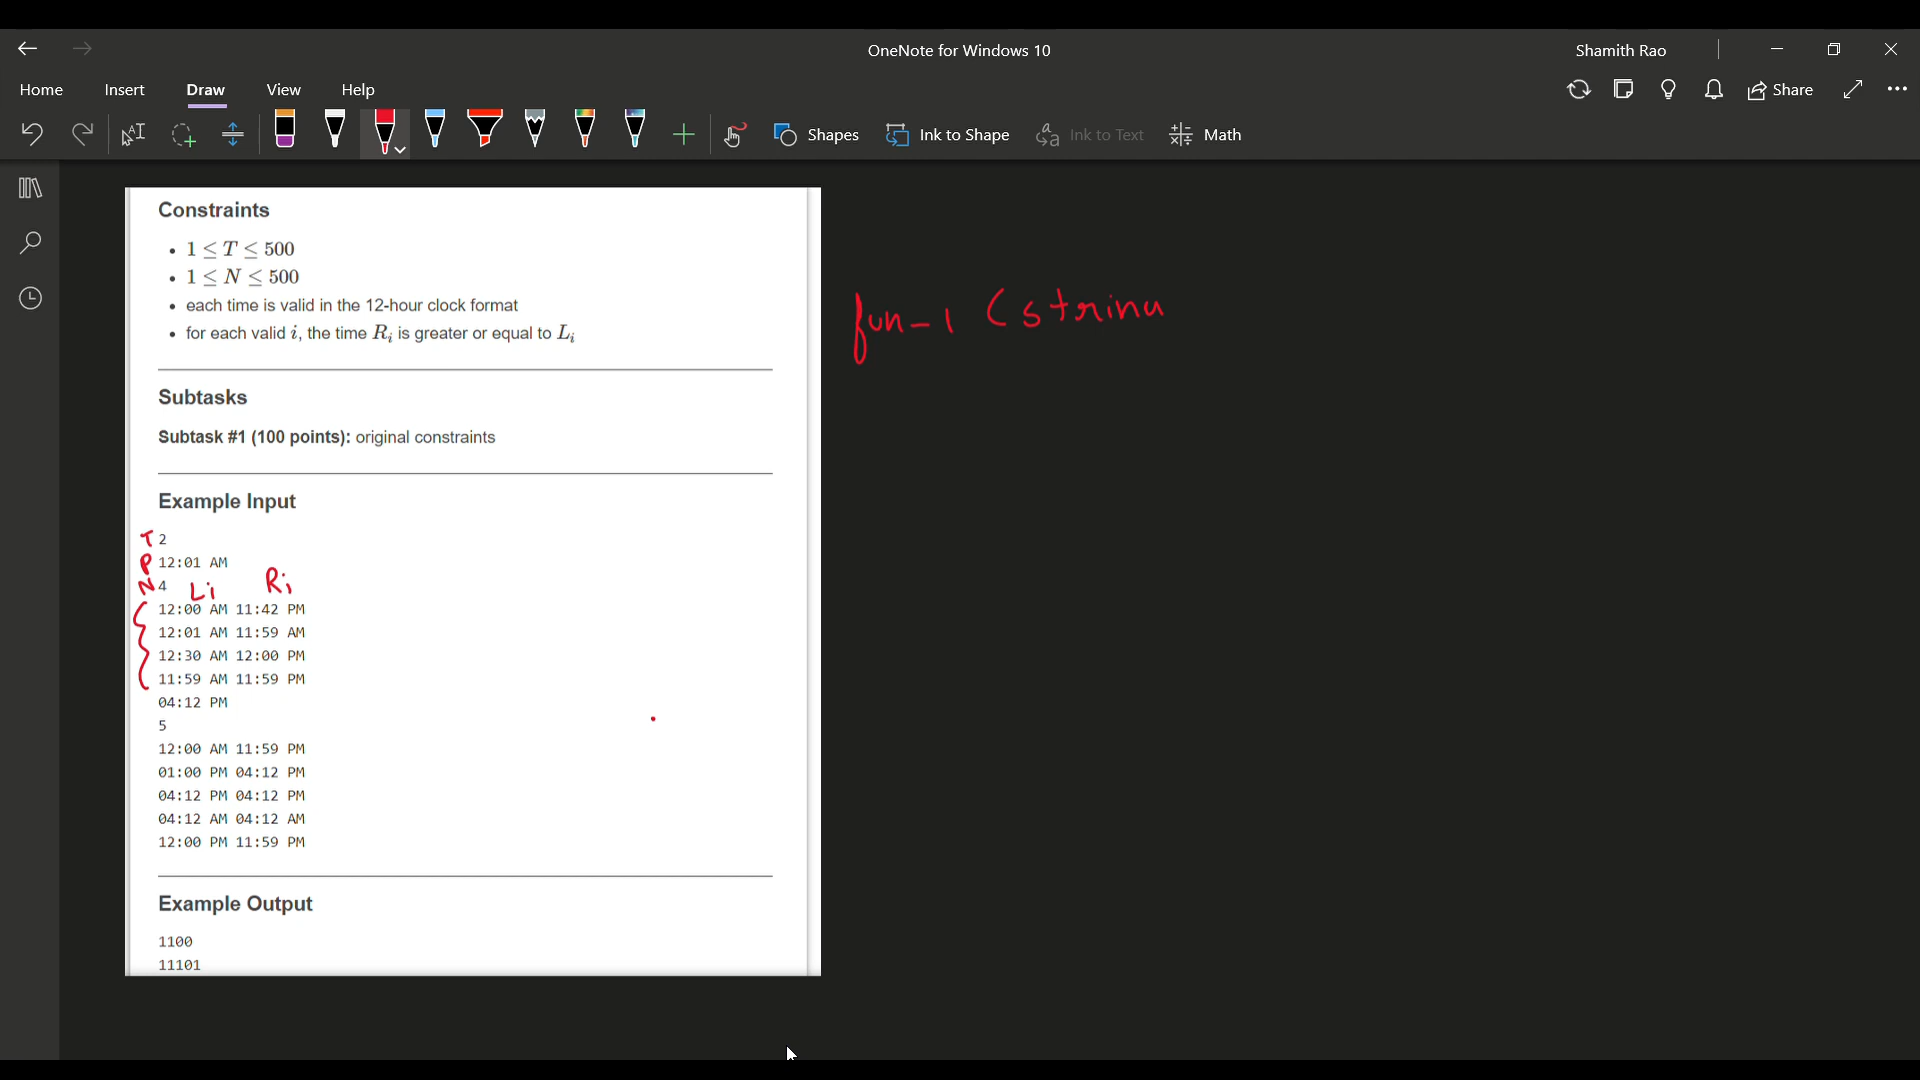 OneNote for Windows 10
Shamith Rao
Home Insert Draw View Help
Share
Shapes Ink to Shape Ink to Text Math
Constraints
• 1 ≤ T ≤ 500
• 1 ≤ N ≤ 500
• each time is valid in the 12-hour clock format
• for each valid i, the time Ri is greater or equal to Li
fun-1 (strinu
Subtasks
Subtask #1 (100 points): original constraints
Example Input
T 2
P 12:01 AM
N 4 Li Ri
12:00 AM 11:42 PM
12:01 AM 11:59 AM
12:30 AM 12:00 PM
11:59 AM 11:59 PM
04:12 PM
5
12:00 AM 11:59 PM
01:00 PM 04:12 PM
04:12 PM 04:12 PM
04:12 AM 04:12 AM
12:00 PM 11:59 PM
Example Output
1100
11101